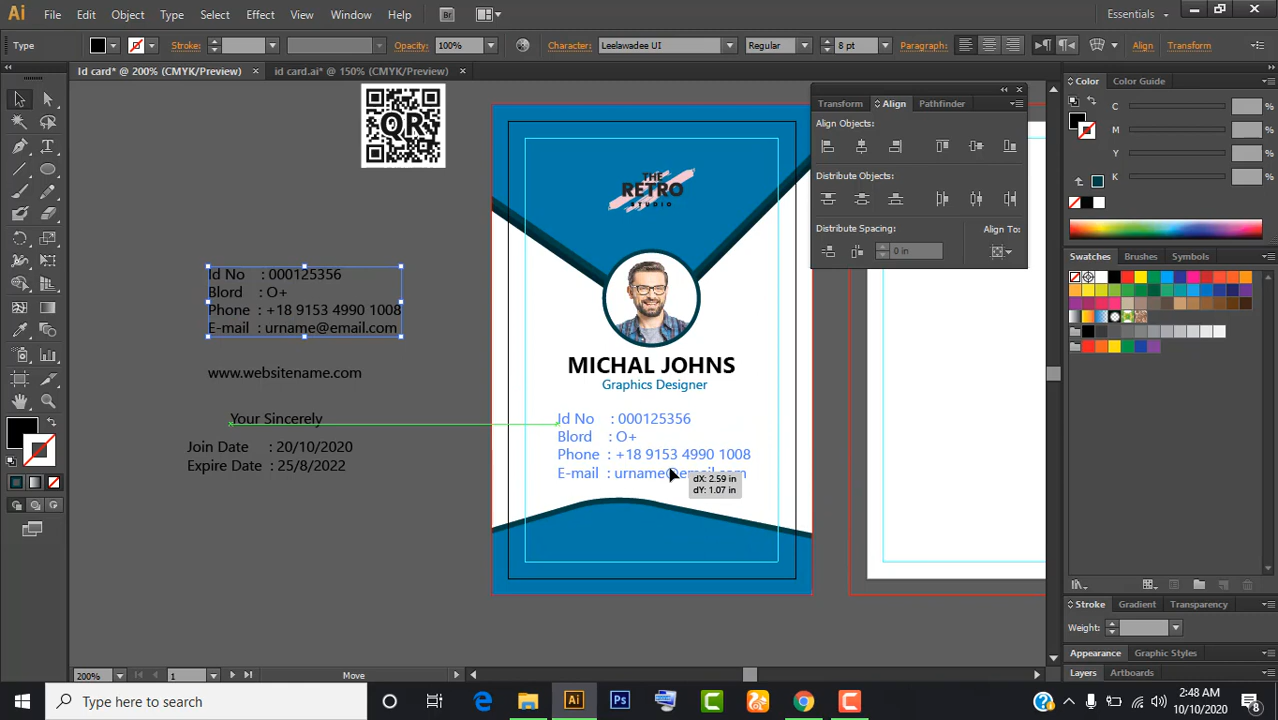 Ai File Edit Object Type Select Effect View Window Help Br Essentials
Type Stroke: Opacity: 100% Character: Leelawadee UI Regular 8 pt Paragraph: Align Transform
Id card* @ 200% (CMYK/Preview) × id card.ai* @ 150% (CMYK/Preview) ×
QR
THE
RETRO
STUDIO
Id No : 000125356
Blord : O+
Phone : +18 9153 4990 1008
E-mail : urname@email.com
www.websitename.com
Your Sincerely
Join Date : 20/10/2020
Expire Date : 25/8/2022
MICHAL JOHNS
Graphics Designer
Id No : 000125356
Blord : O+
Phone : +18 9153 4990 1008
E-mail : urname@email.com
dX: 2.59 in
dY: 1.07 in
Transform Align Pathfinder
Align Objects:
Distribute Objects:
Distribute Spacing: Align To:
0 in
Color Color Guide
C %
M %
Y %
K %
Swatches Brushes Symbols
Stroke Gradient Transparency
Weight:
Appearance Graphic Styles
Layers Artboards
200% 1 Move
Type here to search
Ai Ps C C
2:48 AM
10/10/2020
8